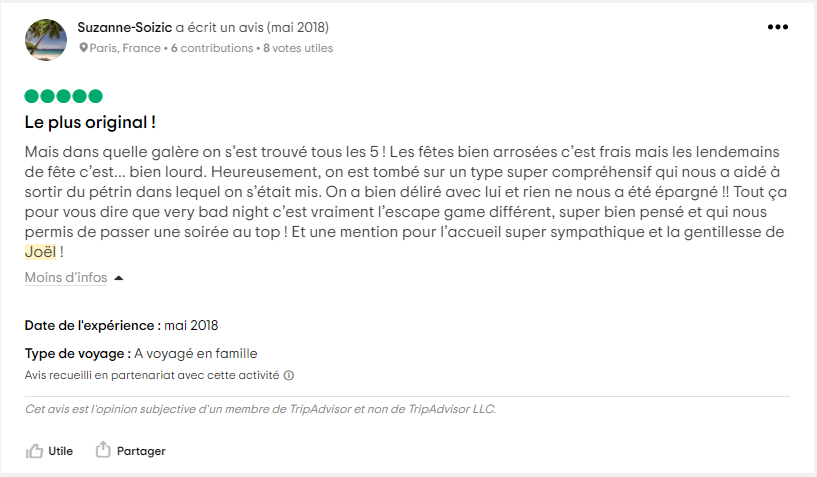 Suzanne-Soizic a écrit un avis (mai 2018)
Paris, France • 6 contributions • 8 votes utiles
Le plus original !
Mais dans quelle galère on s'est trouvé tous les 5 ! Les fêtes bien arrosées c'est frais mais les lendemains
de fête c'est... bien lourd. Heureusement, on est tombé sur un type super compréhensif qui nous a aidé à
sortir du pétrin dans lequel on s'était mis. On a bien déliré avec lui et rien ne nous a été épargné !! Tout ça
pour vous dire que very bad night c'est vraiment l'escape game différent, super bien pensé et qui nous
permis de passer une soirée au top ! Et une mention pour l'accueil super sympathique et la gentillesse de
Joël !
Moins d'infos
Date de l'expérience : mai 2018
Type de voyage : A voyagé en famille
Avis recueilli en partenariat avec cette activité
Cet avis est l'opinion subjective d'un membre de TripAdvisor et non de TripAdvisor LLC.
Utile Partager